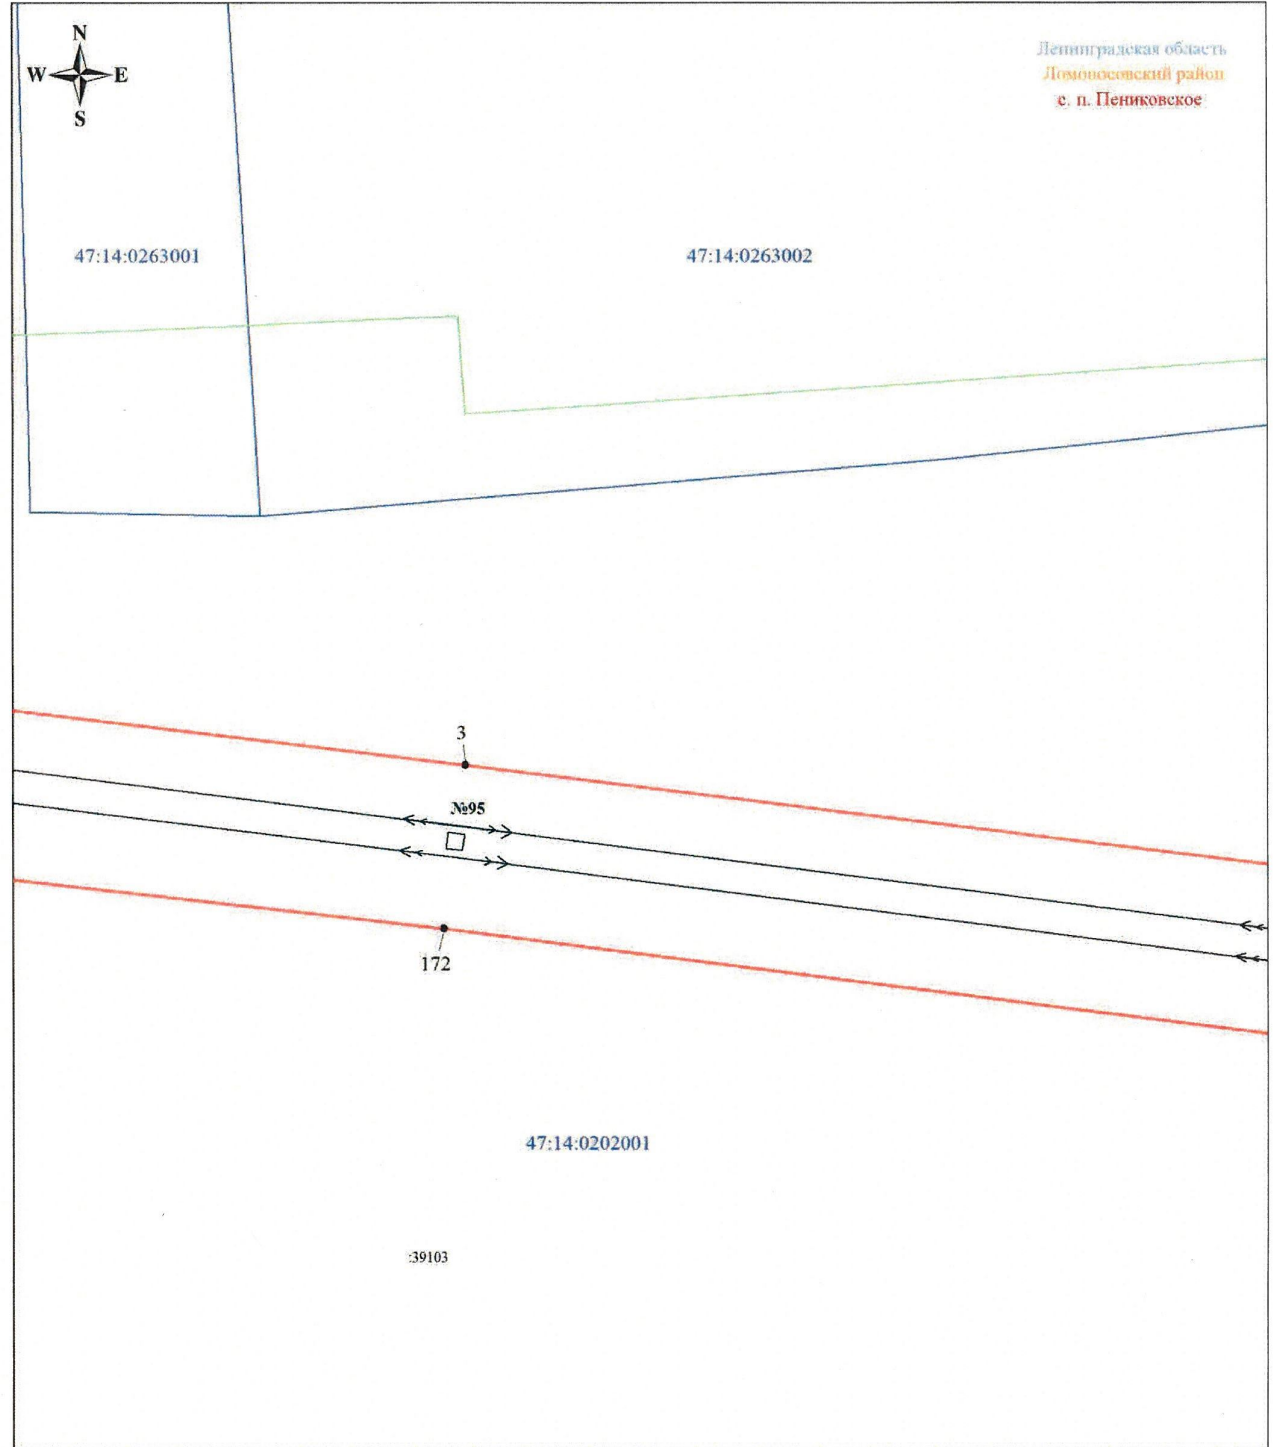 N
W E
S
Ленинградская область
Ломоносовский район
с. п. Пениковское
47:14:0263001
47:14:0263002
3
№95
172
47:14:0202001
:39103